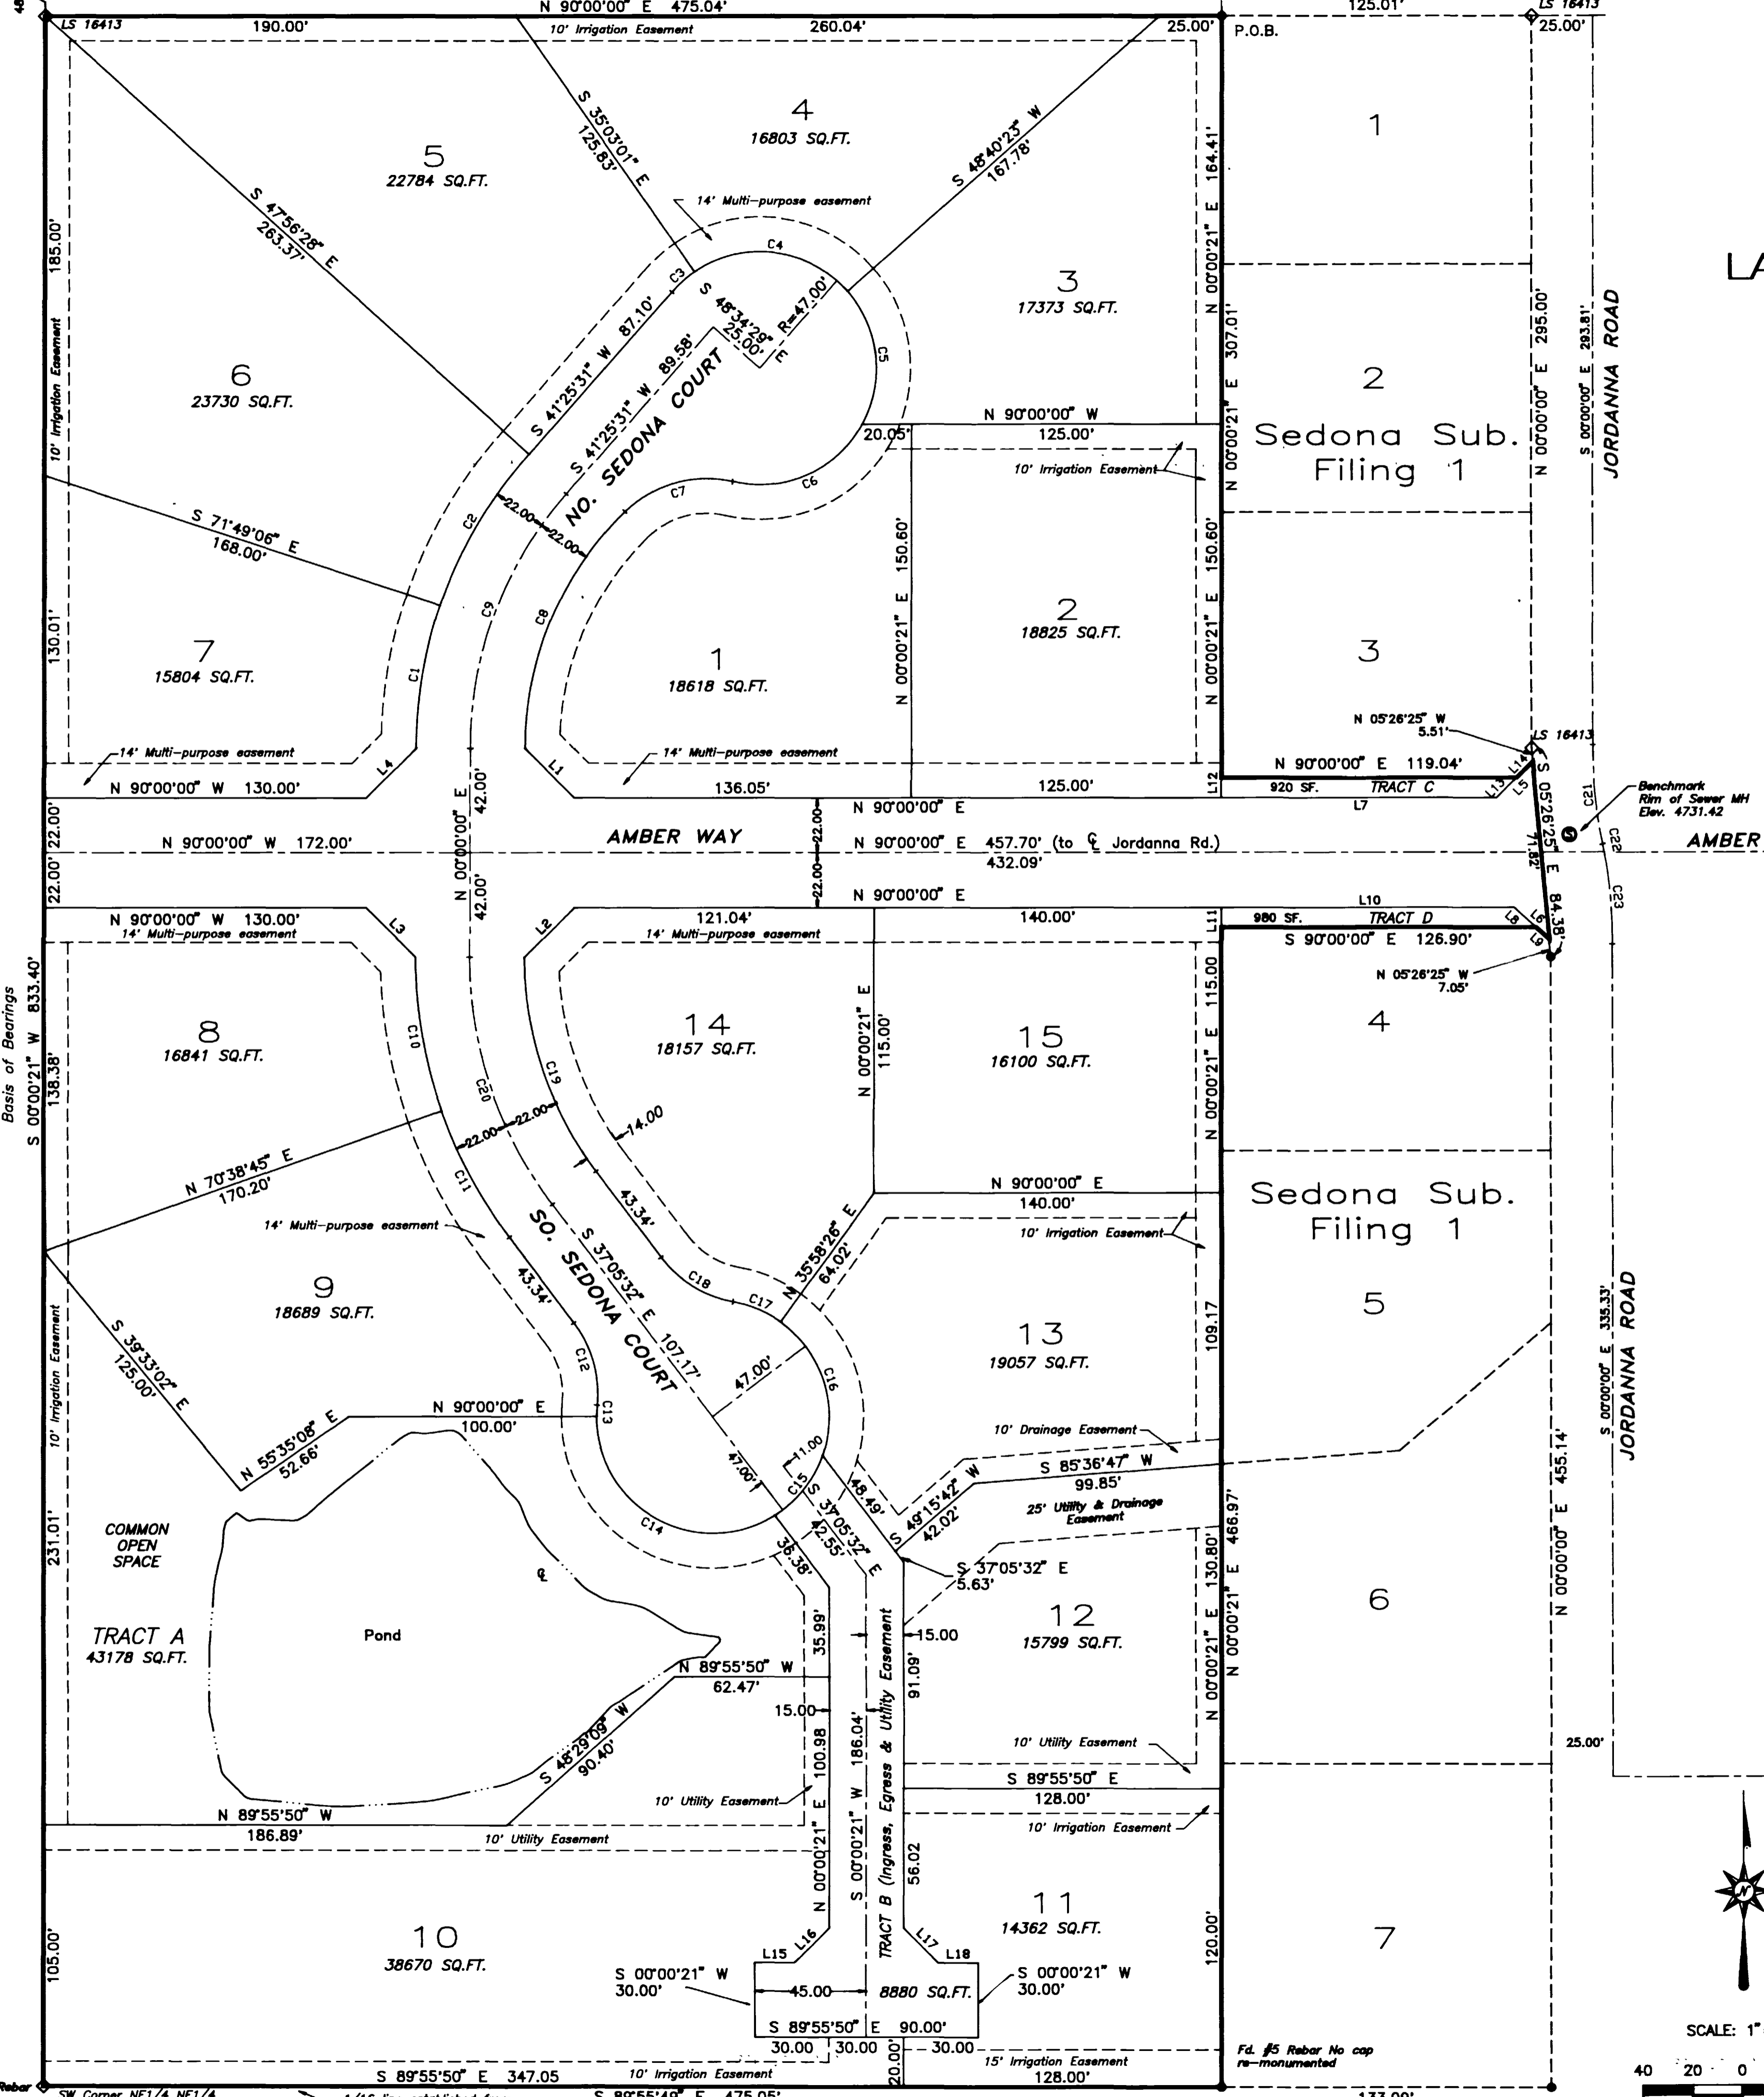 N 90°00'00" E 475.04'
125.01'
LS 16413
LS 16413
190.00'
10' Irrigation Easement
260.04'
25.00'
P.O.B.
25.00'
S 35°03'01" E
125.83'
4
16803 SQ.FT.
S 48°40'23" W
167.78'
1
5
22784 SQ.FT.
N 00°00'21" E 164.41'
14' Multi-purpose easement
S 47°56'28" E
263.37'
185.00'
C4
C3
3
17373 SQ.FT.
LA
S 48°34'29" E
25.00'
R=47.00'
S 41°25'31" W 87.10'
S 41°25'31" W 89.58'
NO. SEDONA COURT
C5
N 00°00'21" E 307.01'
N 00°00'00" E 295.00'
S 00°00'00" E 293.81'
JORDANNA ROAD
10' Irrigation Easement
6
23730 SQ.FT.
2
N 90°00'00" W
20.05'
125.00'
Sedona Sub.
Filing 1
10' Irrigation Easement
C6
C7
S 71°49'06" E
168.00'
C2
22.00
22.00
N 00°00'21" E 150.60'
N 00°00'21" E 150.60'
C9
C8
130.01'
2
18825 SQ.FT.
7
15804 SQ.FT.
C1
1
18618 SQ.FT.
3
N 05°26'25" W
5.51'
LS 16413
14' Multi-purpose easement
14' Multi-purpose easement
L4
L1
N 90°00'00" E 119.04'
L14
L12
920 SF.
TRACT C
L13
L5
L7
N 90°00'00" W 130.00'
136.05'
125.00'
N 90°00'00" E
S 05°26'25" E 84.38'
71.82'
C21
C22
C23
Benchmark
Rim of Sewer MH
Elev. 4731.42
22.00'
22.00'
N 00°00'00" E
42.00'
42.00'
AMBER WAY
22.00
22.00
N 90°00'00" W 172.00'
N 90°00'00" E 457.70' (to ℄ Jordanna Rd.)
432.09'
AMBER
N 90°00'00" E
L10
N 90°00'00" W 130.00'
L3
L2
121.04'
140.00'
L11
980 SF.
TRACT D
L8
L6
L9
14' Multi-purpose easement
14' Multi-purpose easement
S 90°00'00" E 126.90'
N 05°26'25" W
7.05'
Basis of Bearings
S 00°00'21" W 833.40'
138.38'
8
16841 SQ.FT.
C10
14
18157 SQ.FT.
N 00°00'21" E
115.00'
15
16100 SQ.FT.
N 00°00'21" E 115.00
4
C19
C20
22.00
22.00
14.00
N 70°38'45" E
170.20'
C11
14' Multi-purpose easement
43.34'
N 90°00'00" E
140.00'
10' Irrigation Easement
Sedona Sub.
Filing 1
S 37°05'32" E 107.17'
SO. SEDONA COURT
43.34'
C18
C17
N 35°58'26" E
64.02'
9
18689 SQ.FT.
10' Irrigation Easement
S 39°33'02" E
125.00'
C12
C13
47.00'
C16
13
19057 SQ.FT.
109.17
5
S 00°00'00" E 335.33'
JORDANNA ROAD
N 55°35'08" E
52.66'
N 90°00'00" E
100.00'
10' Drainage Easement
47.00'
11.00
C15
48.49'
S 49°15'42" W
42.02'
S 85°36'47" W
99.85'
25' Utility & Drainage
Easement
N 00°00'00" E 455.14'
C14
S 37°05'32" E
42.55'
36.38'
231.01'
COMMON
OPEN
SPACE
℄
S 37°05'32" E
5.63'
N 00°00'21" E 130.80'
N 00°00'21" E 466.97'
6
TRACT A
43178 SQ.FT.
Pond
35.99'
15.00
12
15799 SQ.FT.
N 89°55'50" W
62.47'
15.00
91.09'
S 48°29'09" W
90.40'
N 00°00'21" E 100.98
S 00°00'21" W 186.04'
TRACT B (Ingress, Egress & Utility Easement
10' Utility Easement
25.00'
S 89°55'50" E
128.00'
10' Utility Easement
10' Irrigation Easement
N 89°55'50" W
186.89'
10' Utility Easement
56.02
105.00'
10
38670 SQ.FT.
11
14362 SQ.FT.
120.00'
7
L15
L16
L17
L18
S 00°00'21" W
30.00'
45.00
8880 SQ.FT.
S 00°00'21" W
30.00'
S 89°55'50" E 90.00'
30.00
30.00
30.00
20.00'
15' Irrigation Easement
Fd. #5 Rebar No cap
re-monumented
SCALE: 1"
N
40 20 0
Rebar
S 89°55'50" E 347.05
10' Irrigation Easement
128.00'
SW Corner NE1/4 NE1/4
S 89°55'49" E 475.05'
133.00'